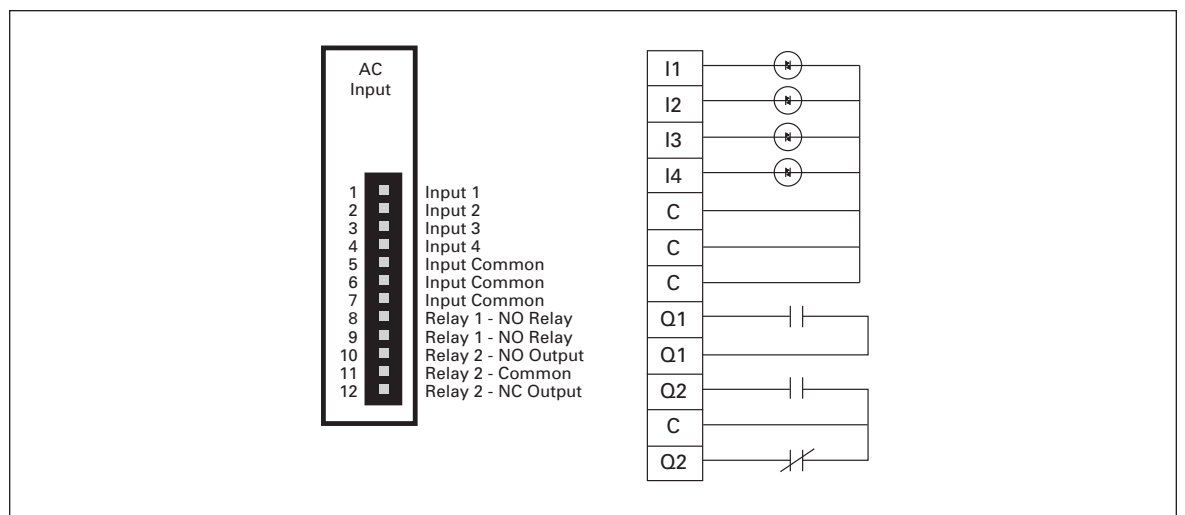 AC
Input
1 Input 1
2 Input 2
3 Input 3
4 Input 4
5 Input Common
6 Input Common
7 Input Common
8 Relay 1 - NO Relay
9 Relay 1 - NO Relay
10 Relay 2 - NO Output
11 Relay 2 - Common
12 Relay 2 - NC Output
I1
I2
I3
I4
C
C
C
Q1
Q1
Q2
C
Q2